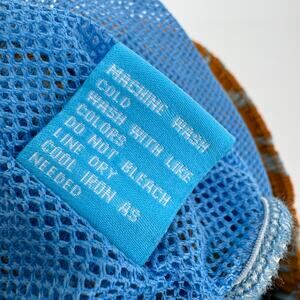 MACHINE WASH
COLD
WASH WITH LIKE
COLORS
DO NOT BLEACH
LINE DRY
COOL IRON AS
NEEDED